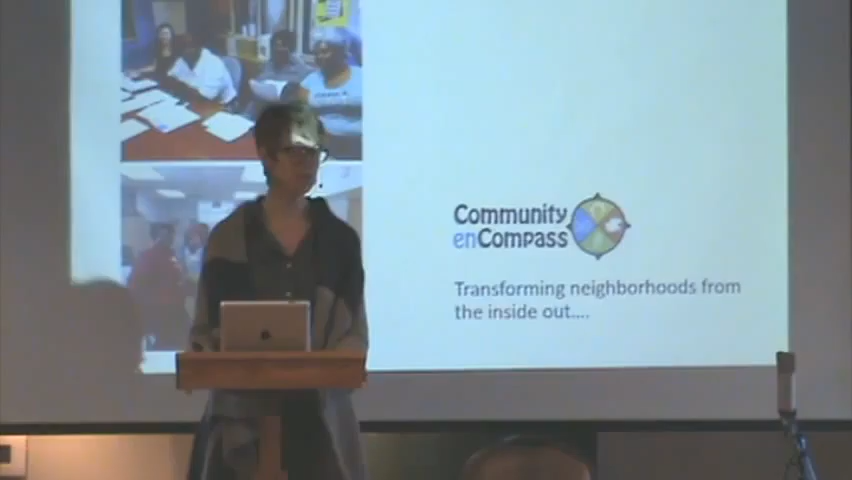 Community
enCompass
Transforming neighborhoods from
the inside out....